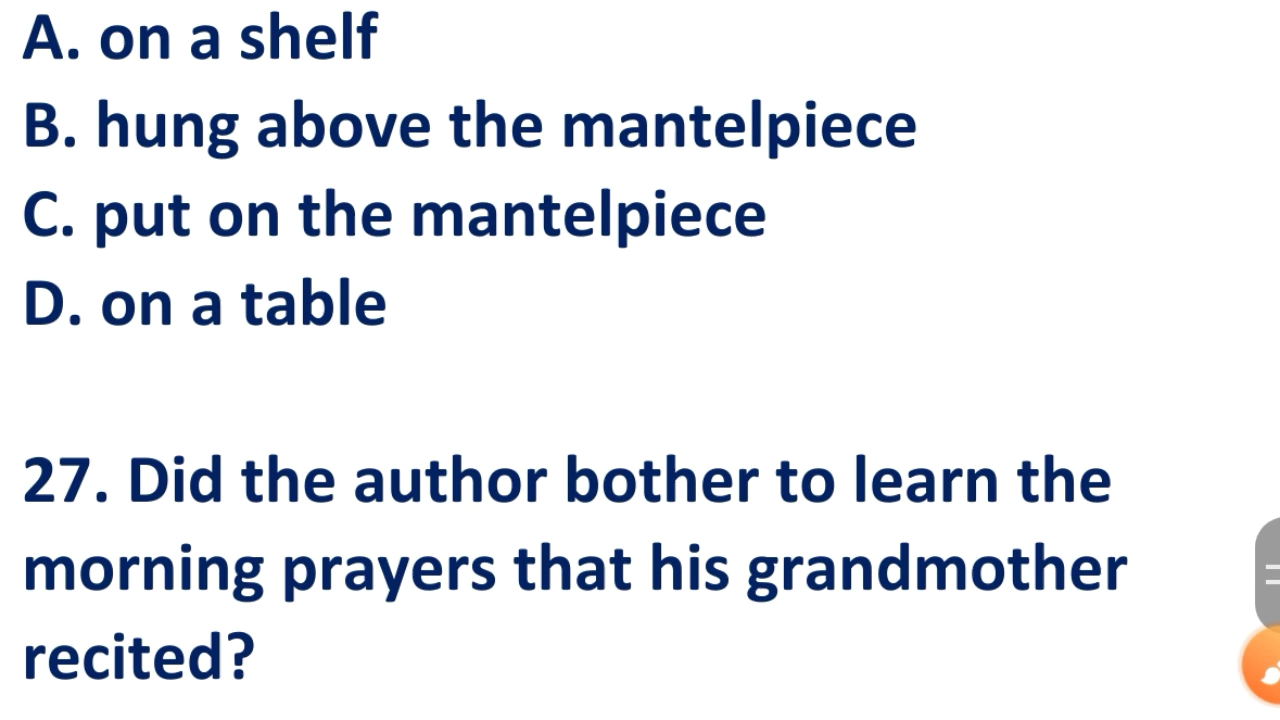 A. on a shelf
B. hung above the mantelpiece
C. put on the mantelpiece
D. on a table
27. Did the author bother to learn the
morning prayers that his grandmother
recited?